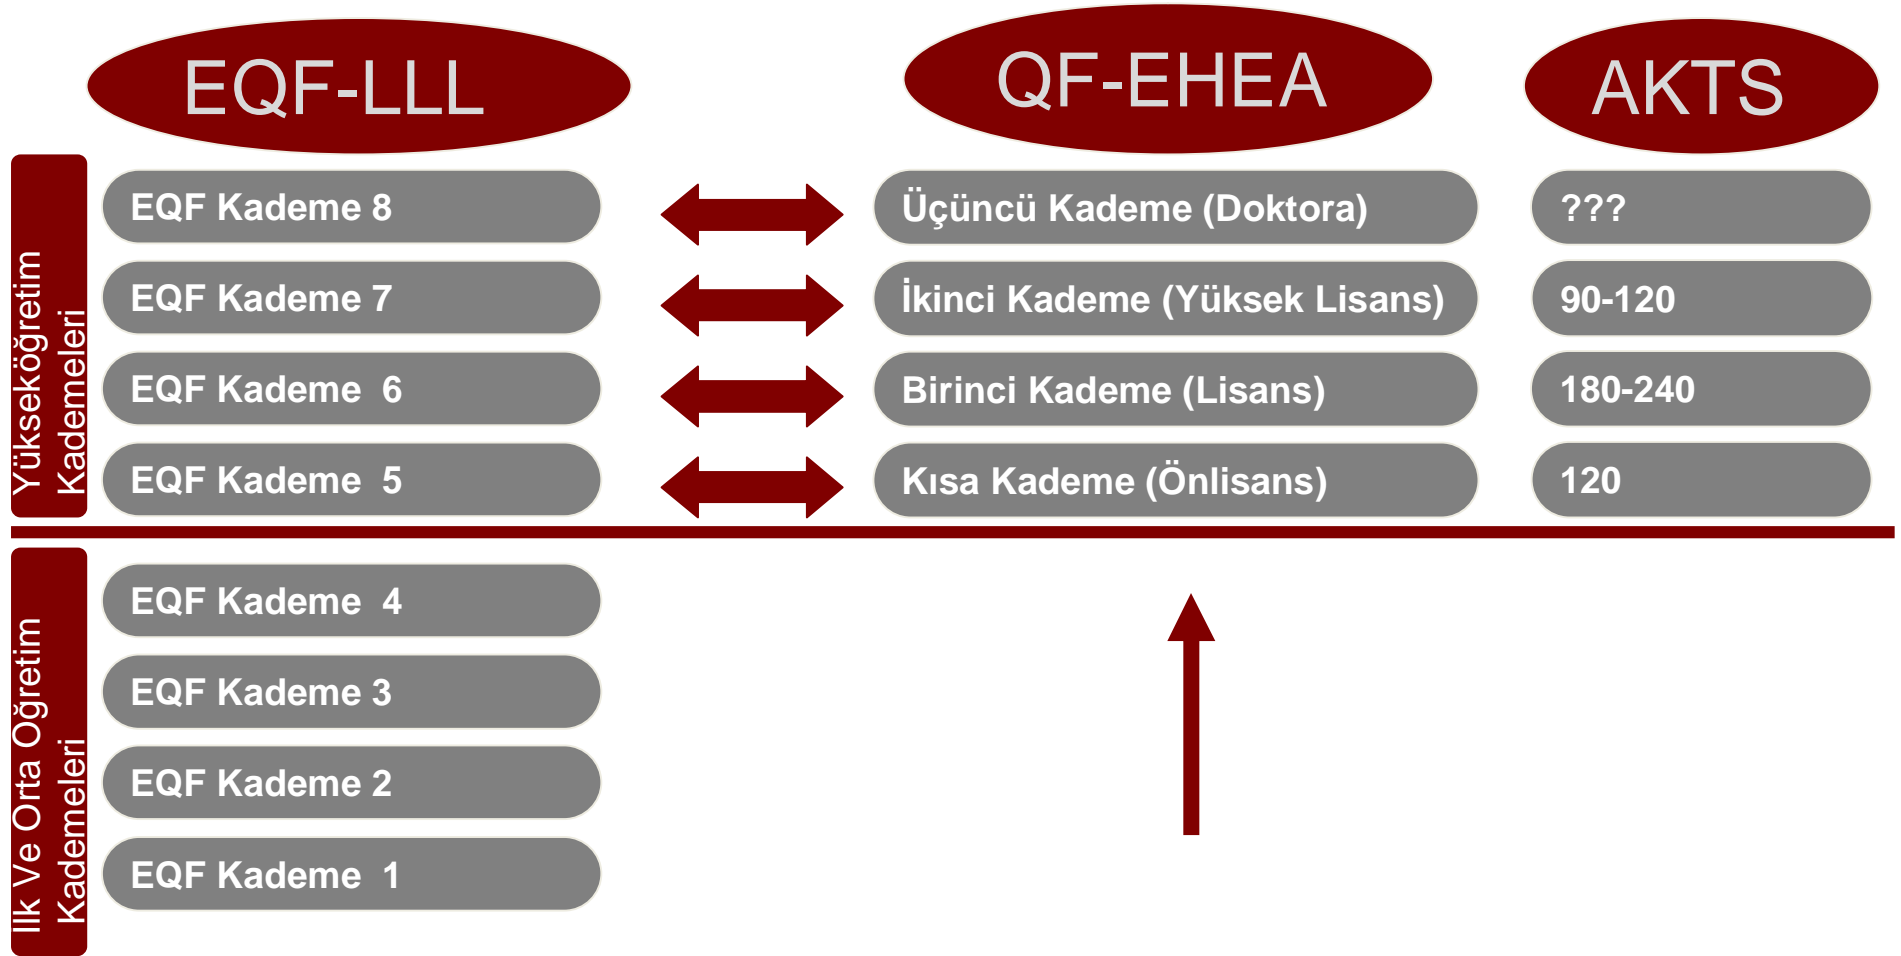 EQF-LLL
QF-EHEA
AKTS
Yükseköğretim
Kademeleri
EQF Kademe 8
Üçüncü Kademe (Doktora)
???
EQF Kademe 7
İkinci Kademe (Yüksek Lisans)
90-120
EQF Kademe 6
Birinci Kademe (Lisans)
180-240
EQF Kademe 5
Kısa Kademe (Önlisans)
120
Ilk Ve Orta Oğretim
Kademeleri
EQF Kademe 4
EQF Kademe 3
EQF Kademe 2
EQF Kademe 1